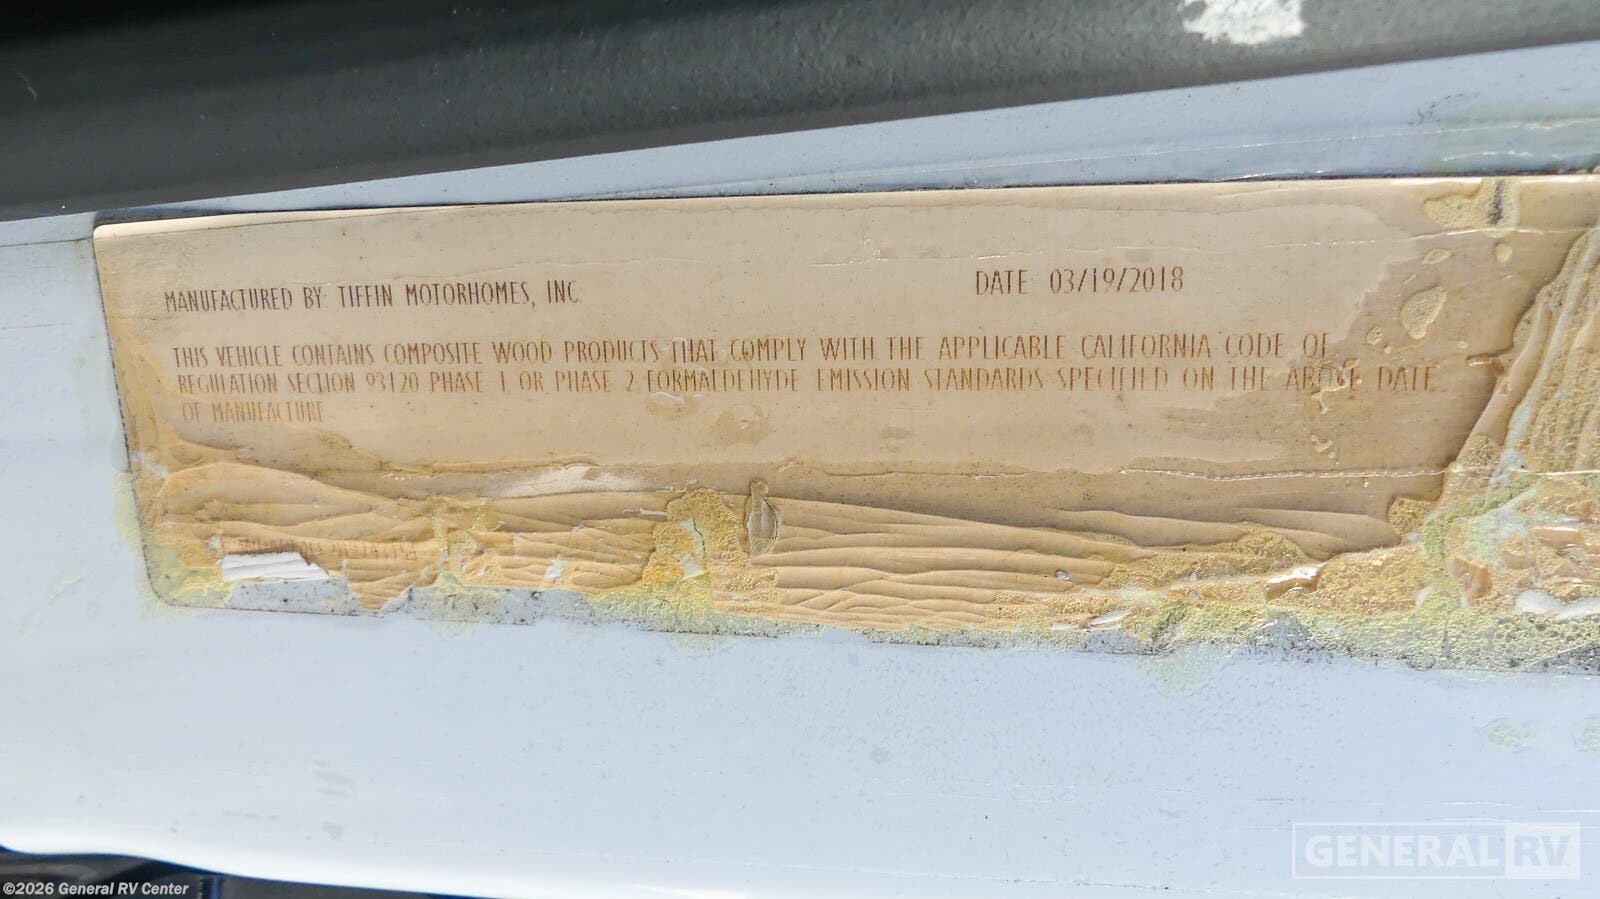 MANUFACTURED BY: TIFFIN MOTORHOMES, INC.
DATE: 03/19/2018
THIS VEHICLE CONTAINS COMPOSITE WOOD PRODUCTS THAT COMPLY WITH THE APPLICABLE CALIFORNIA CODE OF
REGULATION SECTION 93120 PHASE 1 OR PHASE 2 FORMALDEHYDE EMISSION STANDARDS SPECIFIED ON THE ABOVE DATE
OF MANUFACTURE
GENERAL RV
©2026 General RV Center